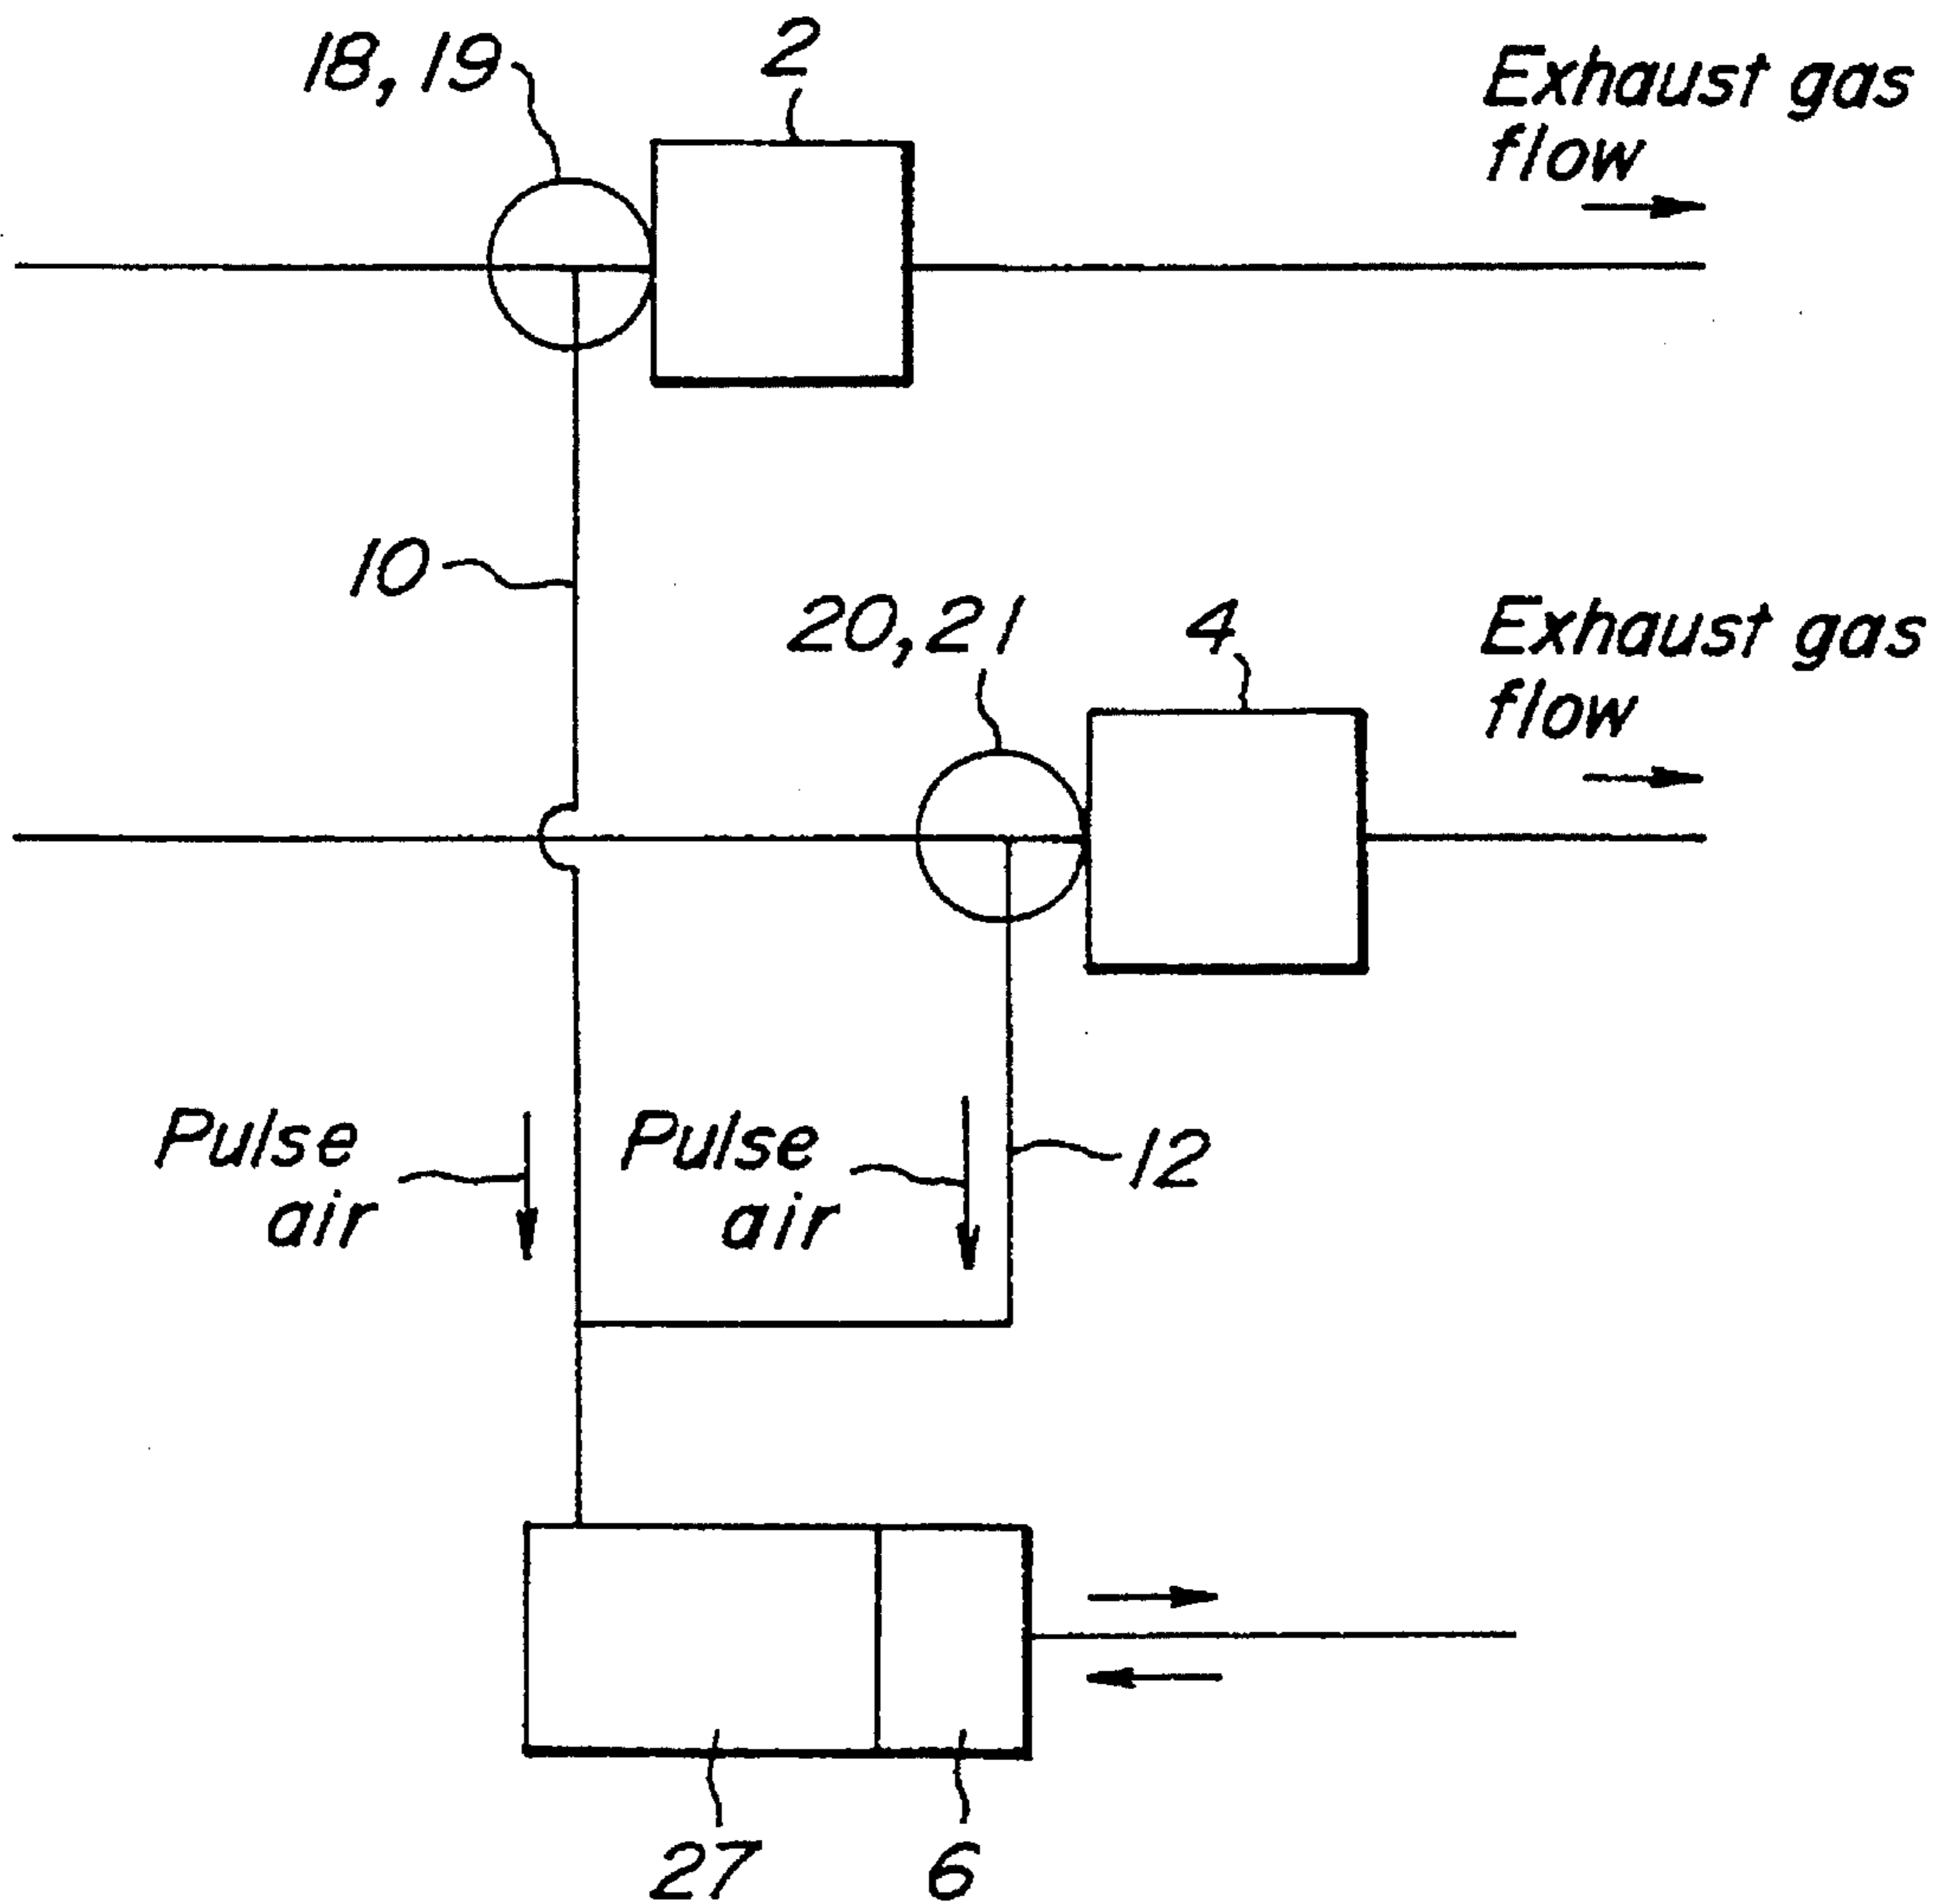 18, 19
2
Exhaust gas
flow
10
20, 21
4
Exhaust gas
flow
Pulse
air
Pulse
air
12
27
6